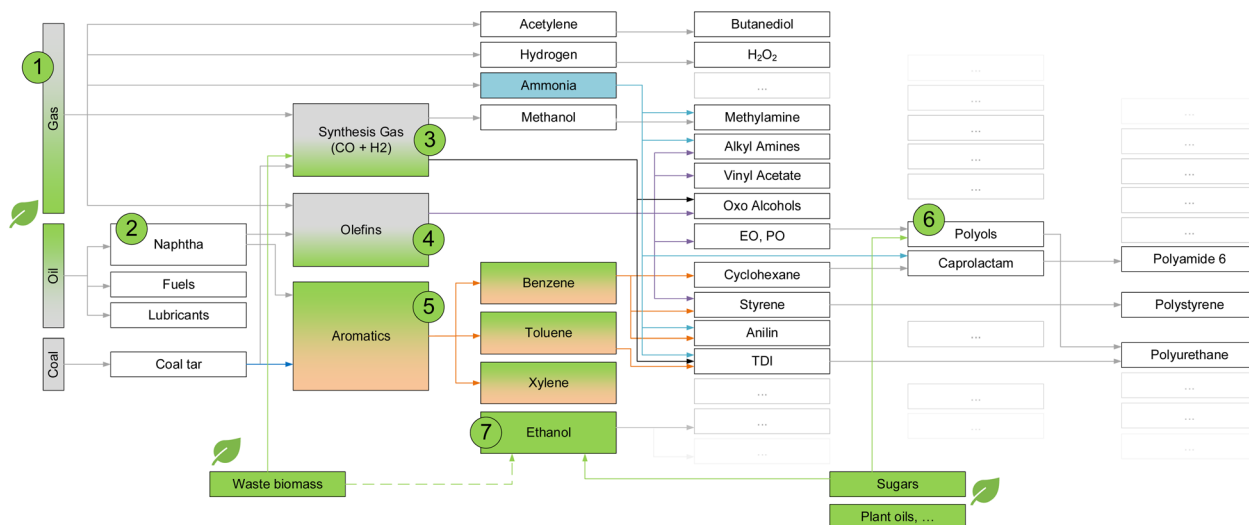 Acetylene
Butanediol
Hydrogen
H₂O₂
...
1
Ammonia
...
...
Gas
Synthesis Gas
(CO + H2)
3
Methanol
Methylamine
...
...
Alkyl Amines
...
...
Vinyl Acetate
...
...
Oxo Alcohols
...
2
Naphtha
Olefins
4
EO, PO
6
Polyols
...
Oil
Fuels
Benzene
Cyclohexane
Caprolactam
Polyamide 6
Lubricants
Aromatics
5
Toluene
Styrene
Polystyrene
Anilin
...
Coal
Coal tar
Xylene
TDI
Polyurethane
...
...
...
7
Ethanol
...
...
...
...
...
Waste biomass
Sugars
Plant oils, ...